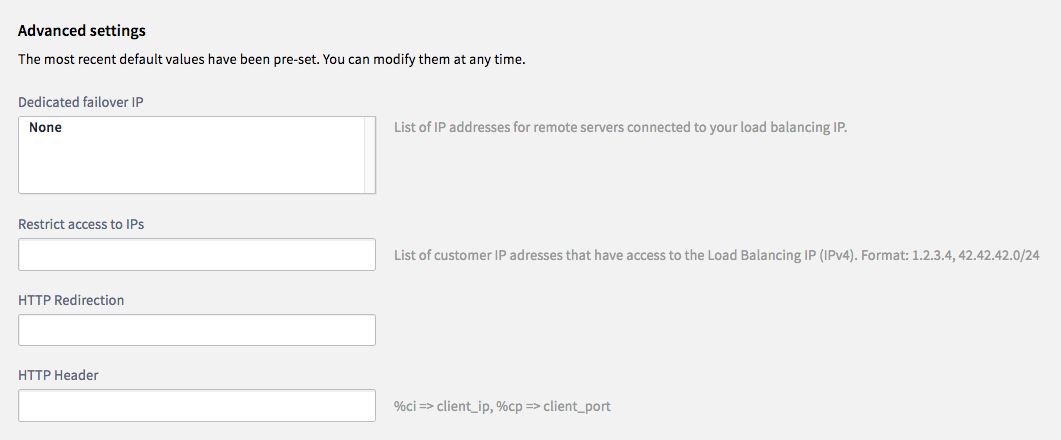 Advanced settings
The most recent default values have been pre-set. You can modify them at any time.
Dedicated failover IP
None
List of IP addresses for remote servers connected to your load balancing IP.
Restrict access to IPs
List of customer IP adresses that have access to the Load Balancing IP (IPv4). Format: 1.2.3.4, 42.42.42.0/24
HTTP Redirection
HTTP Header
%ci => client_ip, %cp => client_port